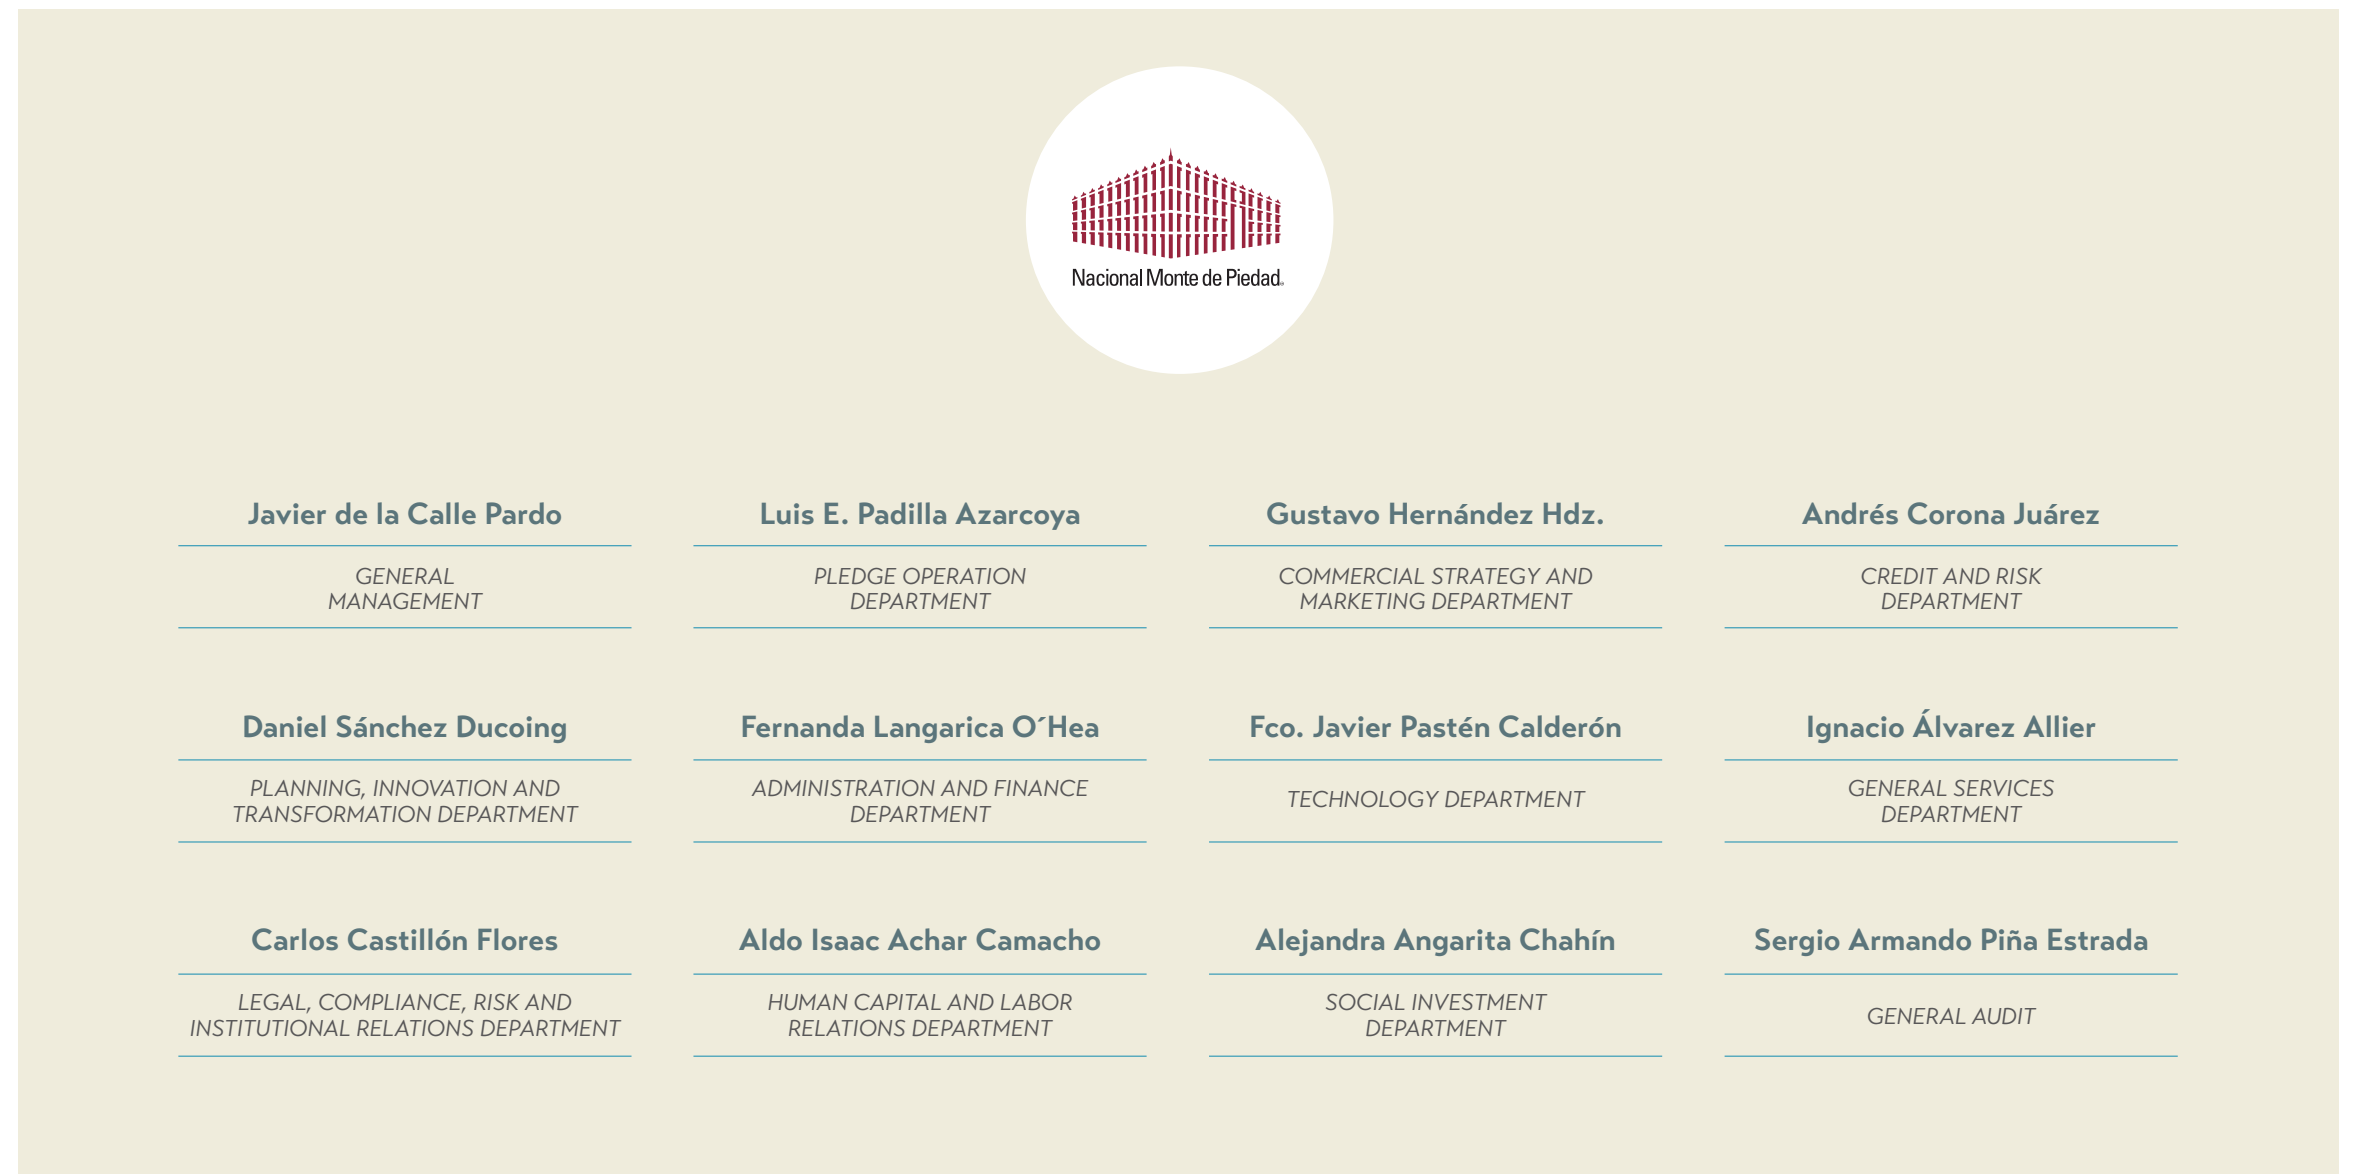 Nacional Monte de Piedad®
Javier de la Calle Pardo
GENERAL
MANAGEMENT
Luis E. Padilla Azarcoya
PLEDGE OPERATION
DEPARTMENT
Gustavo Hernández Hdz.
COMMERCIAL STRATEGY AND
MARKETING DEPARTMENT
Andrés Corona Juárez
CREDIT AND RISK
DEPARTMENT
Daniel Sánchez Ducoing
PLANNING, INNOVATION AND
TRANSFORMATION DEPARTMENT
Fernanda Langarica O´Hea
ADMINISTRATION AND FINANCE
DEPARTMENT
Fco. Javier Pastén Calderón
TECHNOLOGY DEPARTMENT
Ignacio Álvarez Allier
GENERAL SERVICES
DEPARTMENT
Carlos Castillón Flores
LEGAL, COMPLIANCE, RISK AND
INSTITUTIONAL RELATIONS DEPARTMENT
Aldo Isaac Achar Camacho
HUMAN CAPITAL AND LABOR
RELATIONS DEPARTMENT
Alejandra Angarita Chahín
SOCIAL INVESTMENT
DEPARTMENT
Sergio Armando Piña Estrada
GENERAL AUDIT